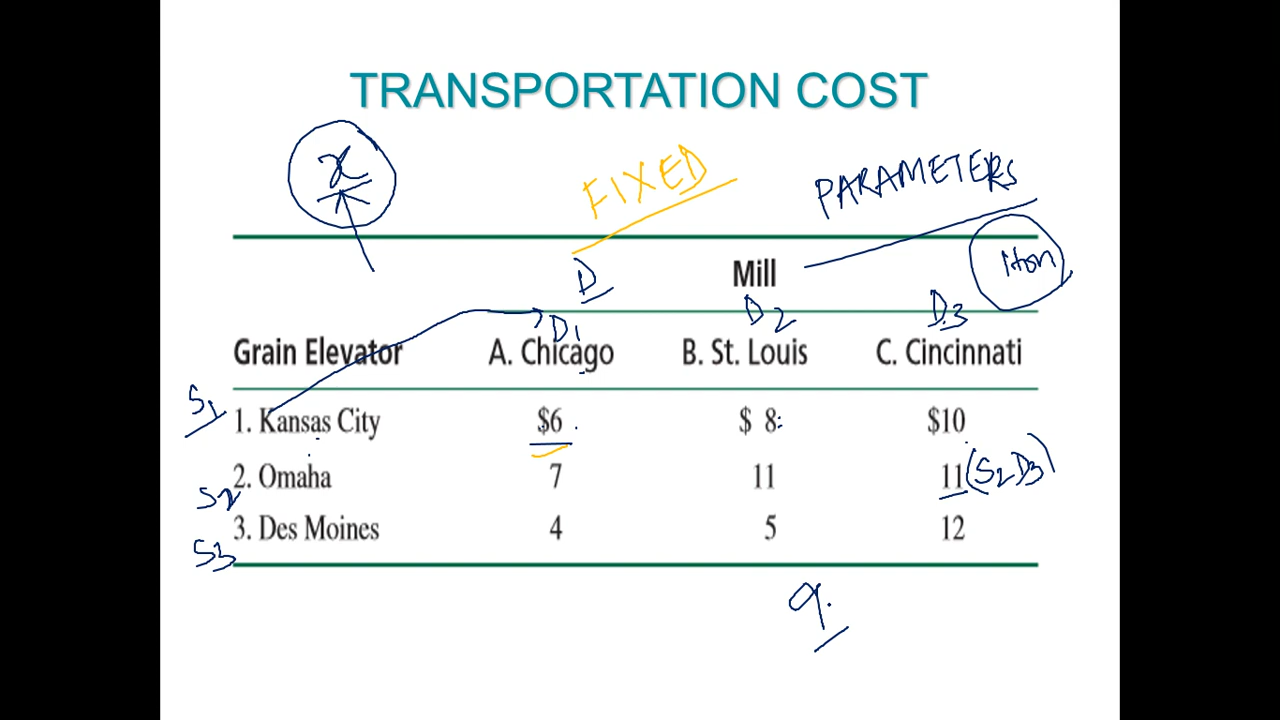 TRANSPORTATION COST
x
FIXED
PARAMETERS
D
Mill
1ton
D1
D2
D3
Grain Elevator A. Chicago B. St. Louis C. Cincinnati
S1
1. Kansas City $6 $ 8 $10
S2
2. Omaha 7 11 11 (S2D3)
S3
3. Des Moines 4 5 12
9.